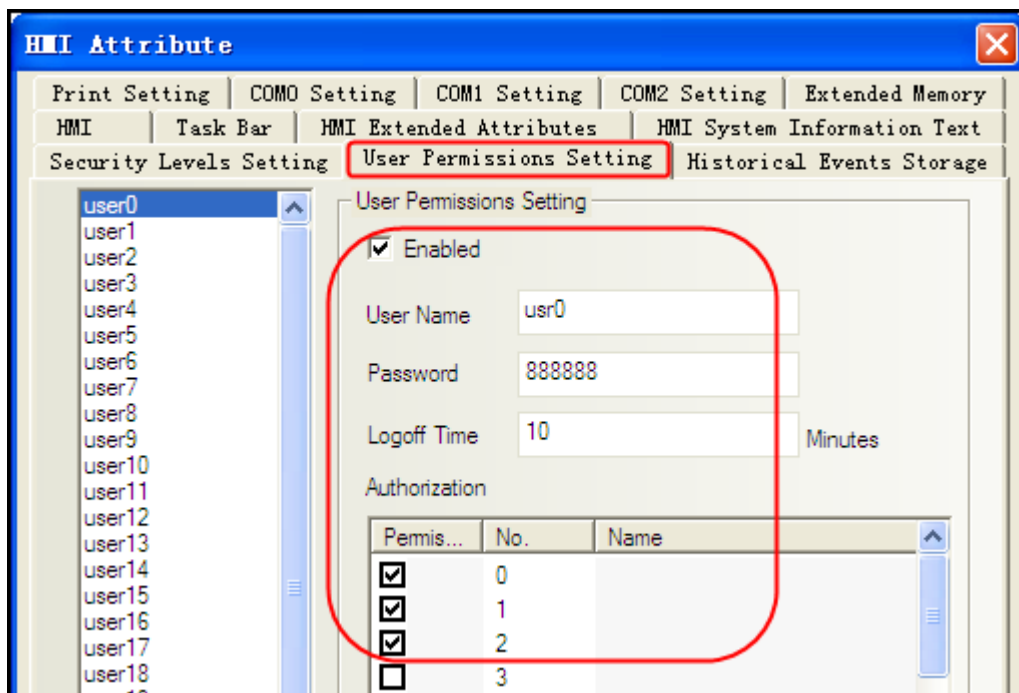 HMI Attribute
Print Setting COM0 Setting COM1 Setting COM2 Setting Extended Memory
HMI Task Bar HMI Extended Attributes HMI System Information Text
Security Levels Setting User Permissions Setting Historical Events Storage
user0
user1
user2
user3
user4
user5
user6
user7
user8
user9
user10
user11
user12
user13
user14
user15
user16
user17
user18
User Permissions Setting
Enabled
User Name usr0
Password 888888
Logoff Time 10 Minutes
Authorization
Permis... No. Name
0
1
2
3